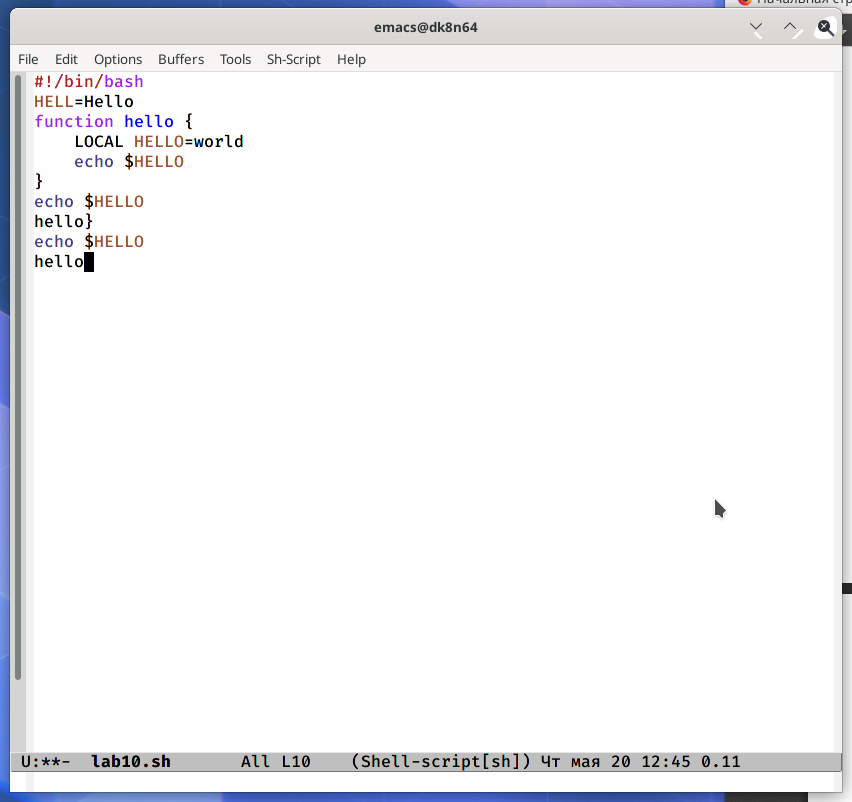 Начальная стр
emacs@dk8n64
File Edit Options Buffers Tools Sh-Script Help
#!/bin/bash
HELL=Hello
function hello {
    LOCAL HELLO=world
    echo $HELLO
}
echo $HELLO
hello}
echo $HELLO
hello
U:**- lab10.sh All L10 (Shell-script[sh]) Чт мая 20 12:45 0.11